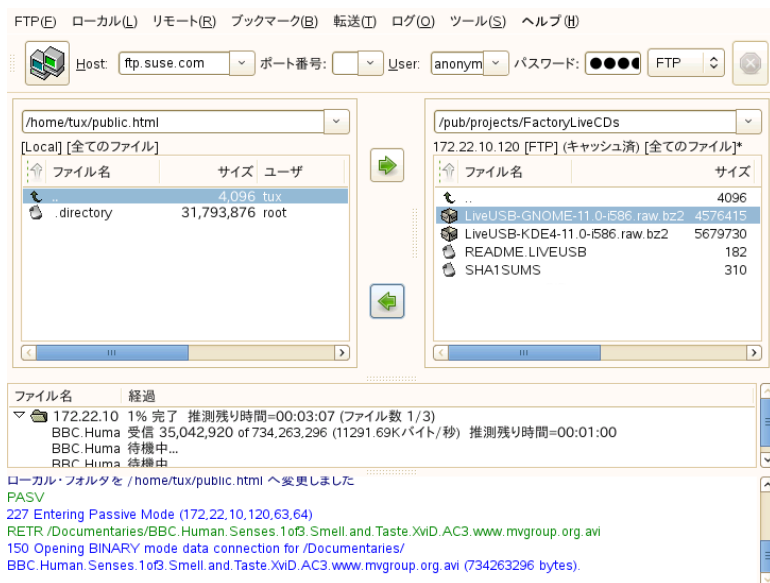 FTP(F) ローカル(L) リモート(R) ブックマーク(B) 転送(T) ログ(O) ツール(S) ヘルプ(H)
Host: ftp.suse.com ポート番号: User: anonym パスワード: ●●●● FTP
/home/tux/public.html
[Local] [全てのファイル]
ファイル名 サイズ ユーザ
.. 4,096 tux
.directory 31,793,876 root
/pub/projects/FactoryLiveCDs
172.22.10.120 [FTP] (キャッシュ済) [全てのファイル]*
ファイル名 サイズ
.. 4096
LiveUSB-GNOME-11.0-i586.raw.bz2 4576415
LiveUSB-KDE4-11.0-i586.raw.bz2 5679730
README.LIVEUSB 182
SHA1SUMS 310
ファイル名 経過
172.22.10 1% 完了 推測残り時間=00:03:07 (ファイル数 1/3)
BBC.Huma 受信 35,042,920 of 734,263,296 (11291.69Kバイト/秒) 推測残り時間=00:01:00
BBC.Huma 待機中...
BBC.Huma 待機中
ローカル・フォルダを /home/tux/public.html へ変更しました
PASV
227 Entering Passive Mode (172,22,10,120,63,64)
RETR /Documentaries/BBC.Human.Senses.1of3.Smell.and.Taste.XviD.AC3.www.mvgroup.org.avi
150 Opening BINARY mode data connection for /Documentaries/
BBC.Human.Senses.1of3.Smell.and.Taste.XviD.AC3.www.mvgroup.org.avi (734263296 bytes).